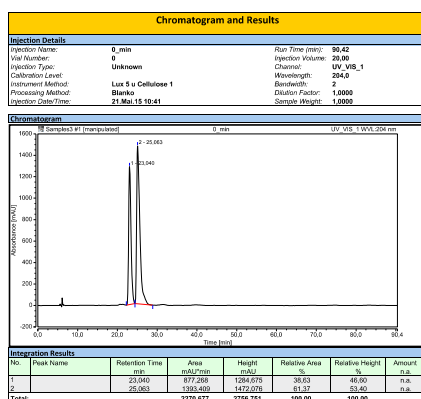 Chromatogram and Results
Injection Details
Injection Name: 0_min Run Time (min): 90,42
Vial Number: 0 Injection Volume: 20,00
Injection Type: Unknown Channel: UV_VIS_1
Calibration Level: Wavelength: 204,0
Instrument Method: Lux 5 u Cellulose 1 Bandwidth: 2
Processing Method: Blanko Dilution Factor: 1,0000
Injection Date/Time: 21.Mai.15 10:41 Sample Weight: 1,0000
Chromatogram
Samples3 #1 [manipulated] 0_min UV_VIS_1 WVL:204 nm
1600
1400
1200
1000
800
600
400
200
0
-200
Absorbance [mAU]
1 - 23,040
2 - 25,063
0,0 10,0 20,0 30,0 40,0 50,0 60,0 70,0 80,0 90,4
Time [min]
Integration Results
No. Peak Name Retention Time Area Height Relative Area Relative Height Amount
min mAU*min mAU % %
1 23,040 877,268 1284,675 38,63 46,60 n.a.
2 25,063 1393,409 1472,076 61,37 53,40 n.a.
Total: 2270,677 2756,751 100,00 100,00